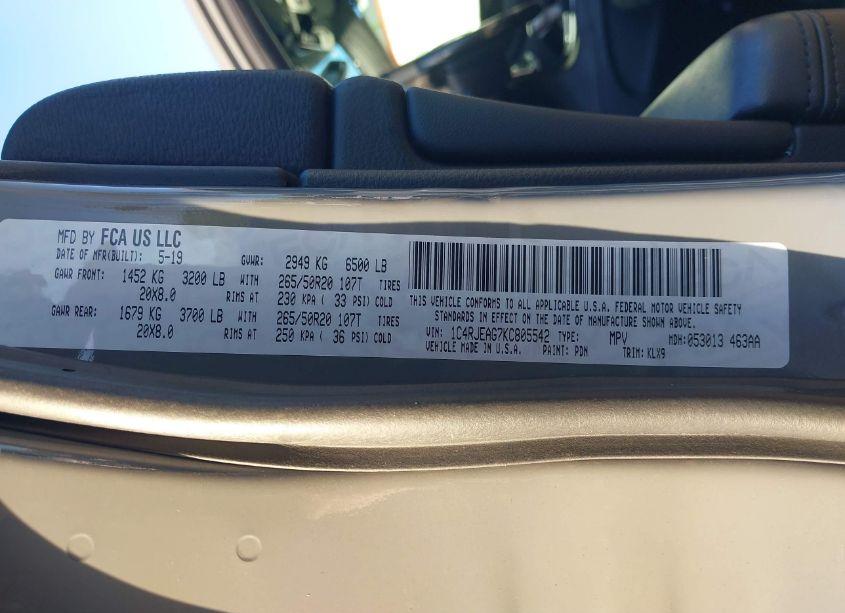 MFD BY FCA US LLC
DATE OF MFR(BUILT): 5-19 GVWR: 2949 KG 6500 LB
GAWR FRONT: 1452 KG 3200 LB WITH 265/50R20 107T TIRES
20X8.0 RIMS AT 230 KPA ( 33 PSI) COLD
GAWR REAR: 1679 KG 3700 LB WITH 265/50R20 107T TIRES
20X8.0 RIMS AT 250 KPA ( 36 PSI) COLD
THIS VEHICLE CONFORMS TO ALL APPLICABLE U.S.A. FEDERAL MOTOR VEHICLE SAFETY
STANDARDS IN EFFECT ON THE DATE OF MANUFACTURE SHOWN ABOVE.
VIN: 1C4RJEAG7KC805542 TYPE: MPV MDH:053013 463AA
VEHICLE MADE IN U.S.A. PAINT: PDN TRIM: KLX9